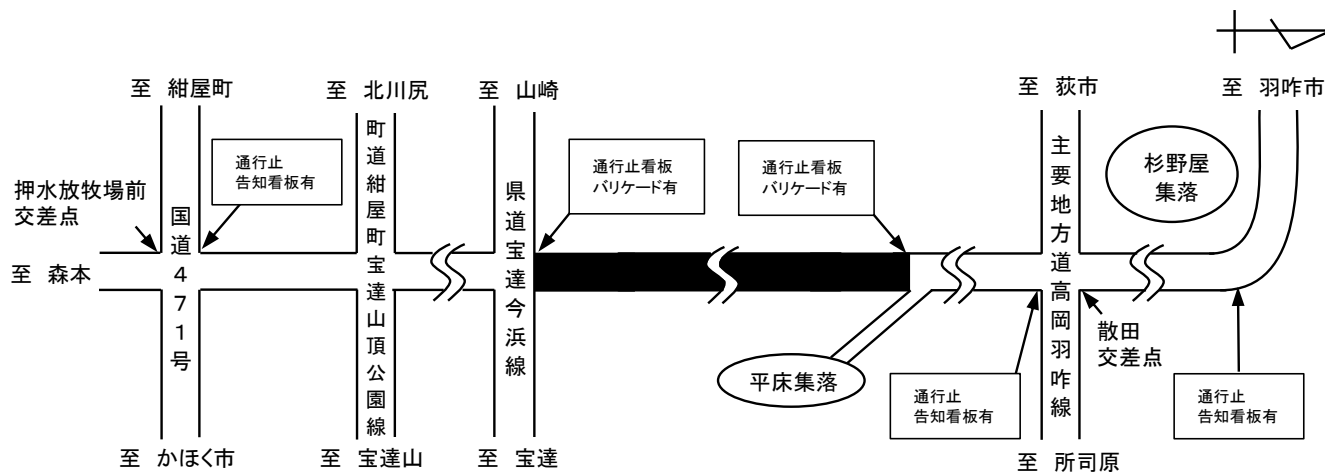 至 紺屋町
至 北川尻
至 山崎
至 荻市
至 羽咋市
通行止
告知看板有
通行止看板
バリケード有
通行止看板
バリケード有
杉野屋
集落
押水放牧場前
交差点
国道471号
町道紺屋町宝達山頂公園線
県道宝達今浜線
主要地方道高岡羽咋線
至 森本
散田
交差点
平床集落
通行止
告知看板有
通行止
告知看板有
至 かほく市
至 宝達山
至 宝達
至 所司原